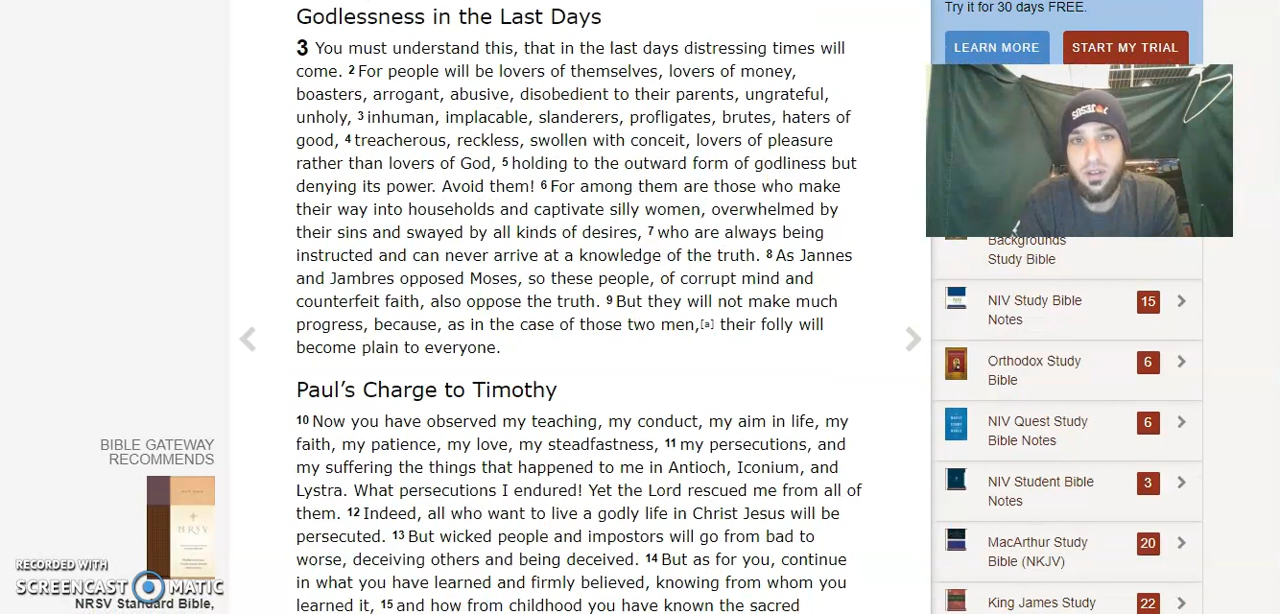 Godlessness in the Last Days
3 You must understand this, that in the last days distressing times will
come. 2 For people will be lovers of themselves, lovers of money,
boasters, arrogant, abusive, disobedient to their parents, ungrateful,
unholy, 3 inhuman, implacable, slanderers, profligates, brutes, haters of
good, 4 treacherous, reckless, swollen with conceit, lovers of pleasure
rather than lovers of God, 5 holding to the outward form of godliness but
denying its power. Avoid them! 6 For among them are those who make
their way into households and captivate silly women, overwhelmed by
their sins and swayed by all kinds of desires, 7 who are always being
instructed and can never arrive at a knowledge of the truth. 8 As Jannes
and Jambres opposed Moses, so these people, of corrupt mind and
counterfeit faith, also oppose the truth. 9 But they will not make much
progress, because, as in the case of those two men,[a] their folly will
become plain to everyone.
Paul's Charge to Timothy
10 Now you have observed my teaching, my conduct, my aim in life, my
faith, my patience, my love, my steadfastness, 11 my persecutions, and
my suffering the things that happened to me in Antioch, Iconium, and
Lystra. What persecutions I endured! Yet the Lord rescued me from all of
them. 12 Indeed, all who want to live a godly life in Christ Jesus will be
persecuted. 13 But wicked people and impostors will go from bad to
worse, deceiving others and being deceived. 14 But as for you, continue
in what you have learned and firmly believed, knowing from whom you
learned it, 15 and how from childhood you have known the sacred
BIBLE GATEWAY
RECOMMENDS
NRSV
RECORDED WITH
SCREENCAST MATIC
NRSV Standard Bible,
Try it for 30 days FREE.
LEARN MORE
START MY TRIAL
Backgrounds
Study Bible
NIV Study Bible
Notes
15
Orthodox Study
Bible
6
NIV Quest Study
Bible Notes
6
NIV Student Bible
Notes
3
MacArthur Study
Bible (NKJV)
20
King James Study
22